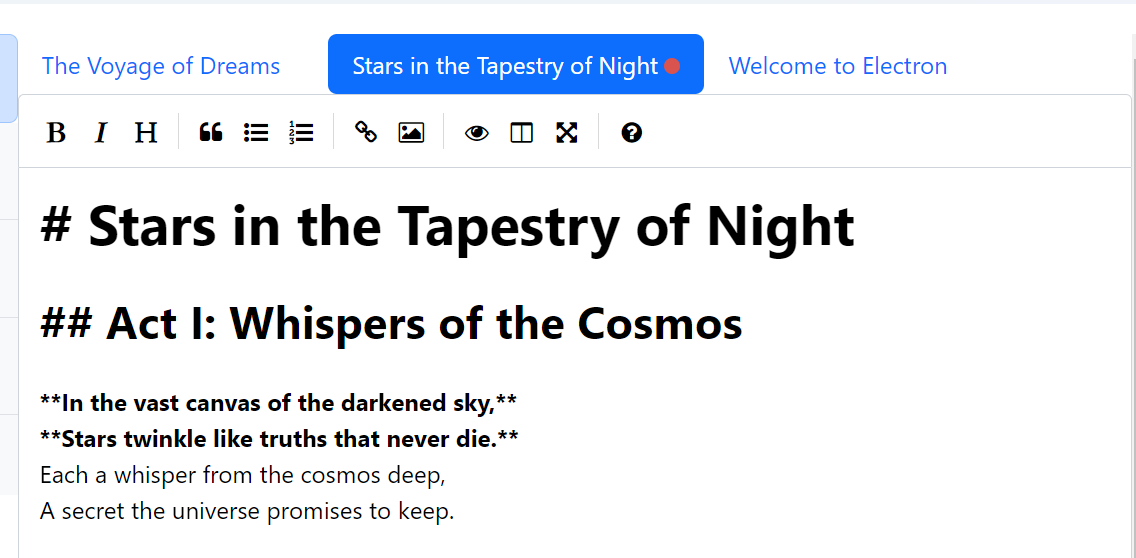 The Voyage of Dreams Stars in the Tapestry of Night Welcome to Electron
B I H
# Stars in the Tapestry of Night
## Act I: Whispers of the Cosmos
**In the vast canvas of the darkened sky,**
**Stars twinkle like truths that never die.**
Each a whisper from the cosmos deep,
A secret the universe promises to keep.